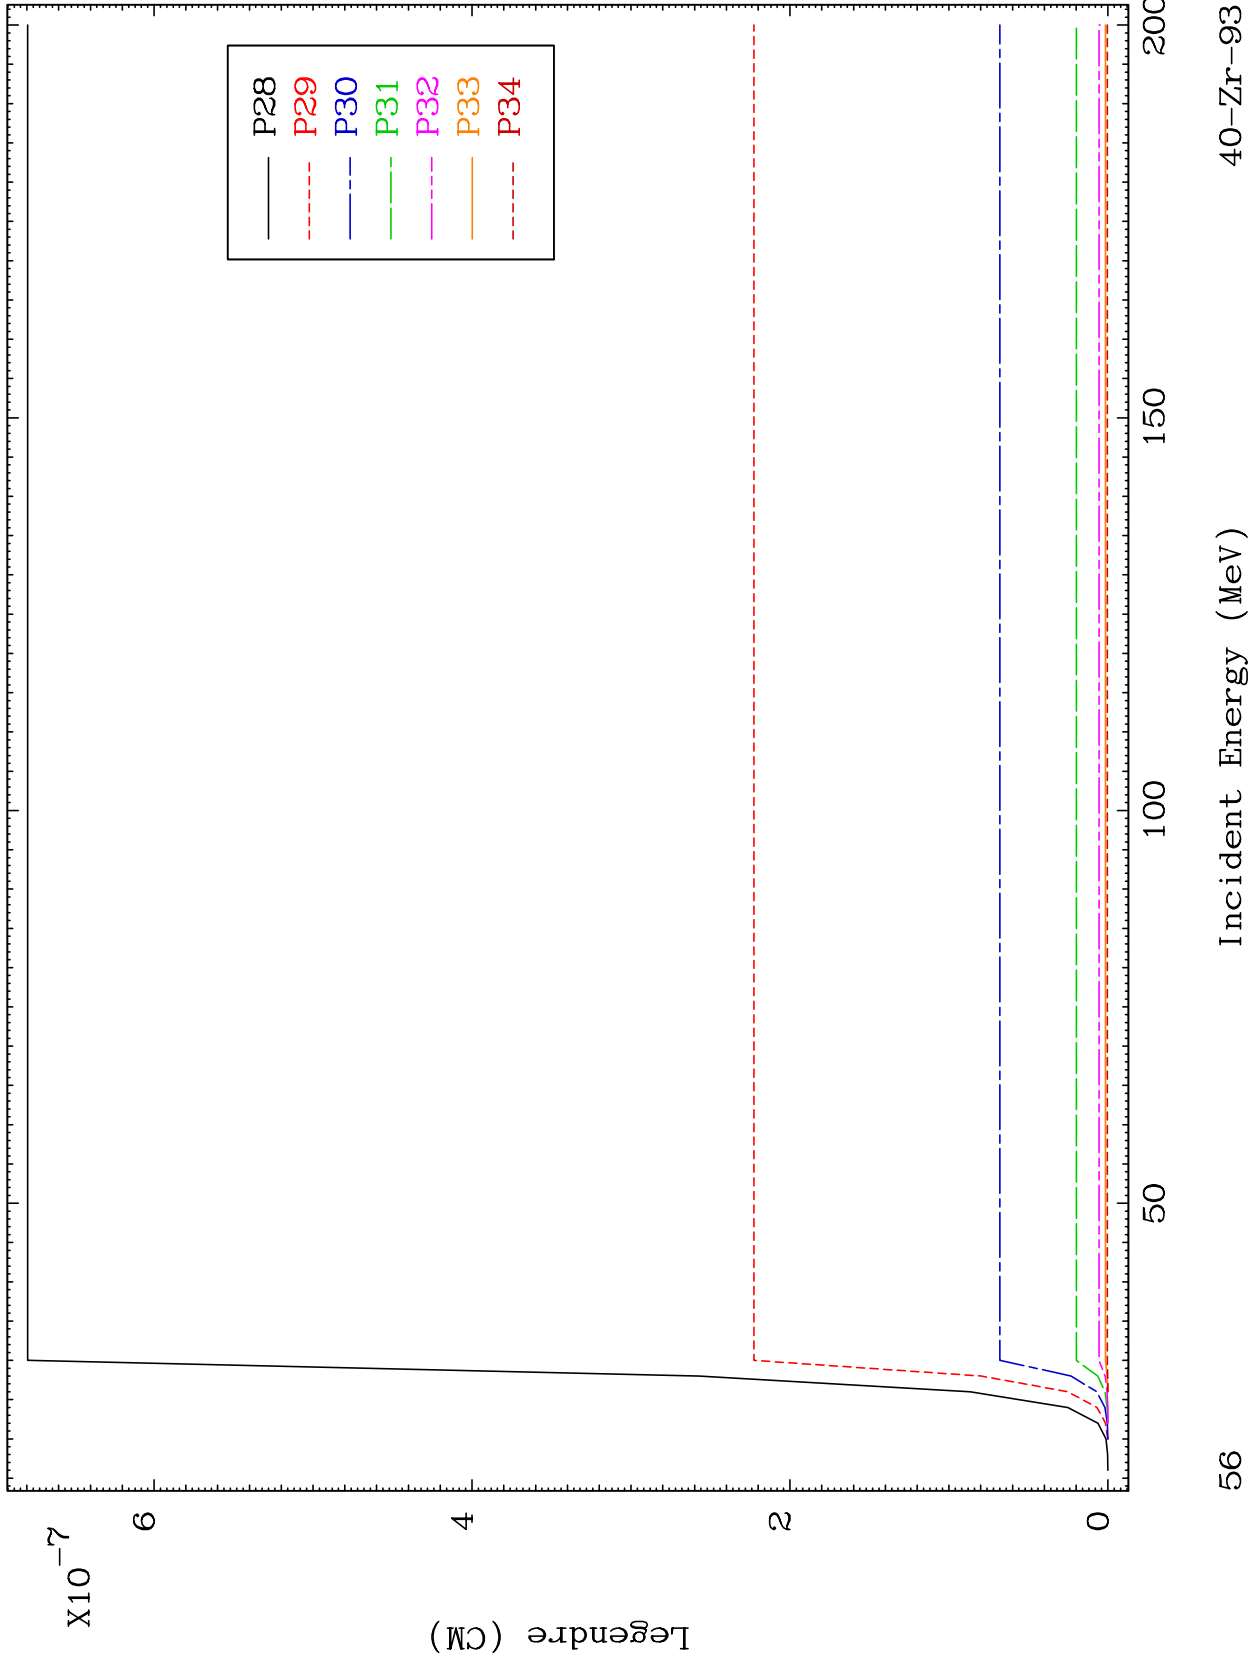 X10
-7
6
4
2
0
Legendre (CM)
P28
P29
P30
P31
P32
P33
P34
50
100
150
200
Incident Energy (MeV)
56
40-Zr-93